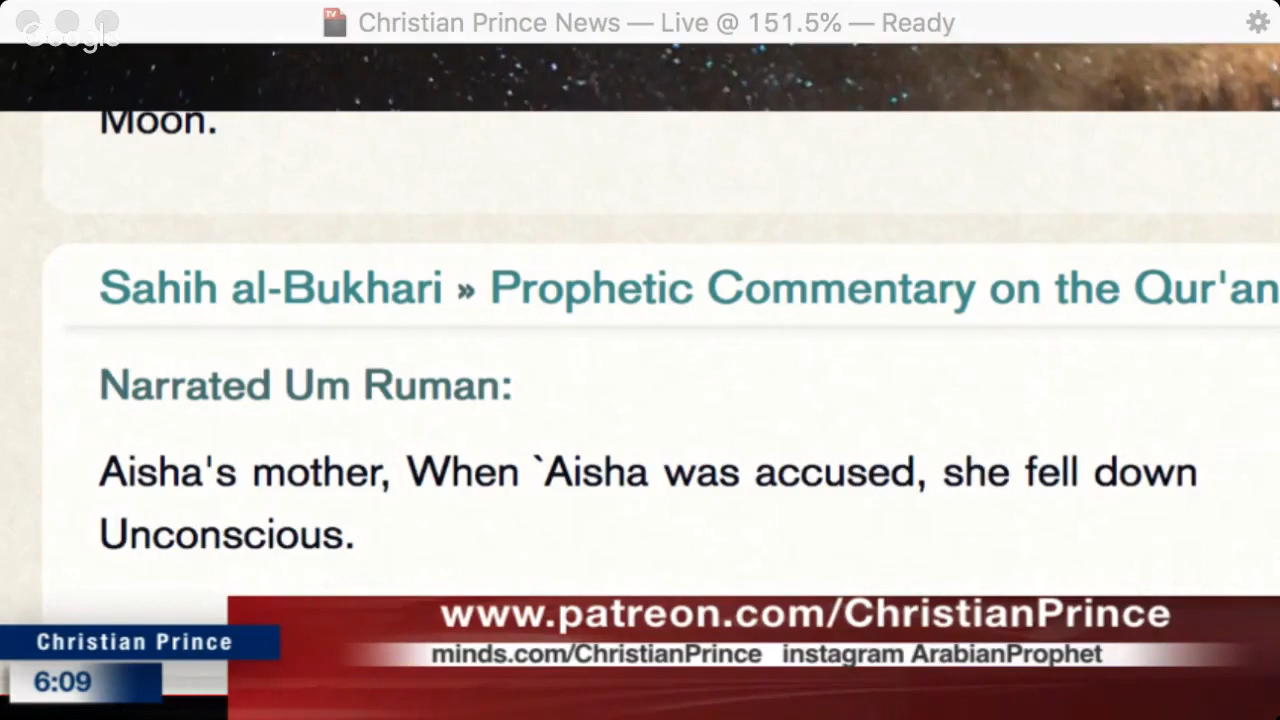 Christian Prince News — Live @ 151.5% — Ready
Google
Moon.
Sahih al-Bukhari » Prophetic Commentary on the Qur'an
Narrated Um Ruman:
Aisha's mother, When `Aisha was accused, she fell down
Unconscious.
www.patreon.com/ChristianPrince
Christian Prince
minds.com/ChristianPrince instagram ArabianProphet
6:09